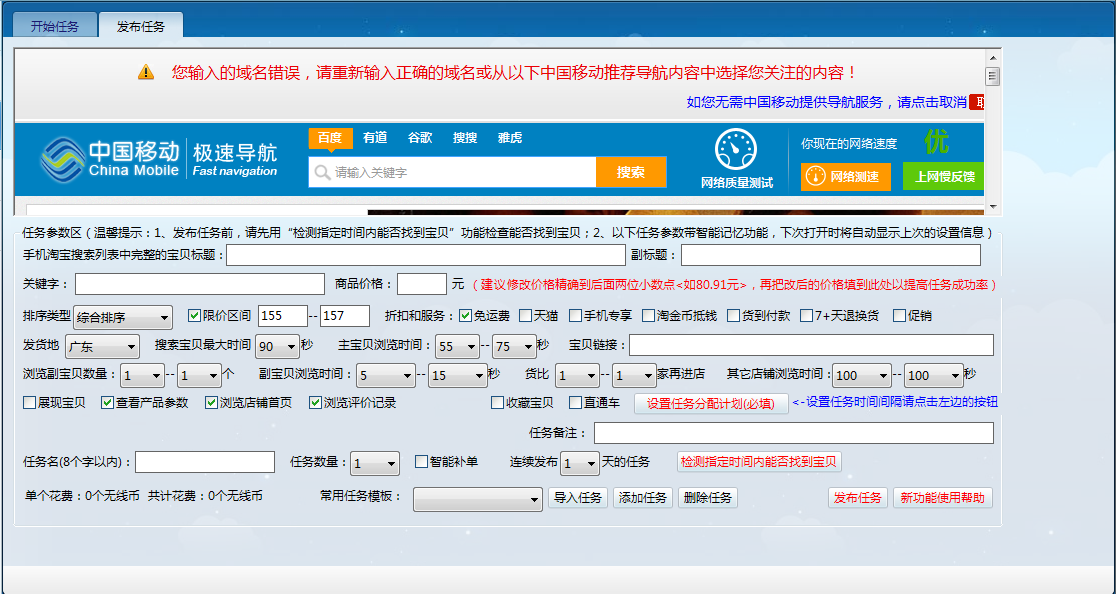 开始任务 发布任务
您输入的域名错误，请重新输入正确的域名或从以下中国移动推荐导航内容中选择您关注的内容！
如您无需中国移动提供导航服务，请点击取消
中国移动 China Mobile 极速导航 Fast navigation
百度 有道 谷歌 搜搜 雅虎
请输入关键字 搜索
网络质量测试
你现在的网络速度 优
网络测速 上网慢反馈
任务参数区（温馨提示：1、发布任务前，请先用“检测指定时间内能否找到宝贝”功能检查能否找到宝贝；2、以下任务参数带智能记忆功能，下次打开时将自动显示上次的设置信息）
手机淘宝搜索列表中完整的宝贝标题： 副标题：
关键字： 商品价格： 元 （建议修改价格精确到后面两位小数点<如80.91元>，再把改后的价格填到此处以提高任务成功率）
排序类型 综合排序 限价区间 155 -- 157 折扣和服务： 免运费 天猫 手机专享 淘金币抵钱 货到付款 7+天退换货 促销
发货地 广东 搜索宝贝最大时间 90 秒 主宝贝浏览时间： 55 -- 75 秒 宝贝链接：
浏览副宝贝数量： 1 -- 1 个 副宝贝浏览时间： 5 -- 15 秒 货比 1 -- 1 家再进店 其它店铺浏览时间： 100 -- 100 秒
展现宝贝 查看产品参数 浏览店铺首页 浏览评价记录 收藏宝贝 直通车 设置任务分配计划(必填) <-设置任务时间间隔请点击左边的按钮
任务备注：
任务名(8个字以内)： 任务数量： 1 智能补单 连续发布 1 天的任务 检测指定时间内能否找到宝贝
单个花费：0个无线币 共计花费：0个无线币 常用任务模板： 导入任务 添加任务 删除任务 发布任务 新功能使用帮助